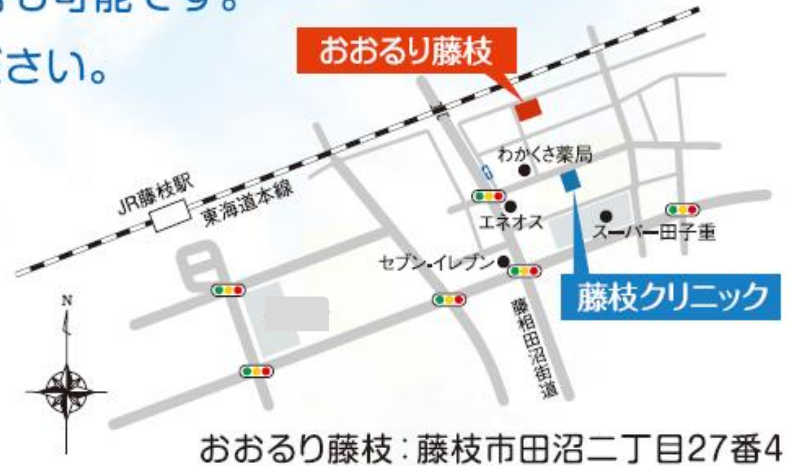 も可能です。
ださい。
おおるり藤枝
わかくさ薬局
JR藤枝駅
東海道本線
エネオス
スーパー田子重
セブン-イレブン
藤枝クリニック
藤相田沼街道
N
おおるり藤枝：藤枝市田沼二丁目27番4